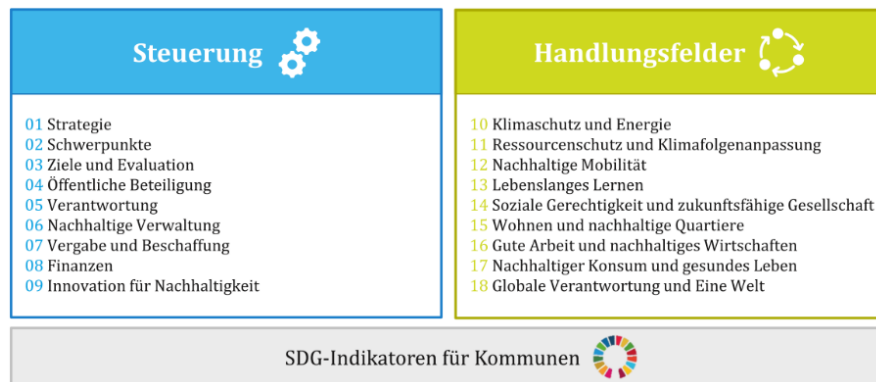 Steuerung
01 Strategie
02 Schwerpunkte
03 Ziele und Evaluation
04 Öffentliche Beteiligung
05 Verantwortung
06 Nachhaltige Verwaltung
07 Vergabe und Beschaffung
08 Finanzen
09 Innovation für Nachhaltigkeit
Handlungsfelder
10 Klimaschutz und Energie
11 Ressourcenschutz und Klimafolgenanpassung
12 Nachhaltige Mobilität
13 Lebenslanges Lernen
14 Soziale Gerechtigkeit und zukunftsfähige Gesellschaft
15 Wohnen und nachhaltige Quartiere
16 Gute Arbeit und nachhaltiges Wirtschaften
17 Nachhaltiger Konsum und gesundes Leben
18 Globale Verantwortung und Eine Welt
SDG-Indikatoren für Kommunen